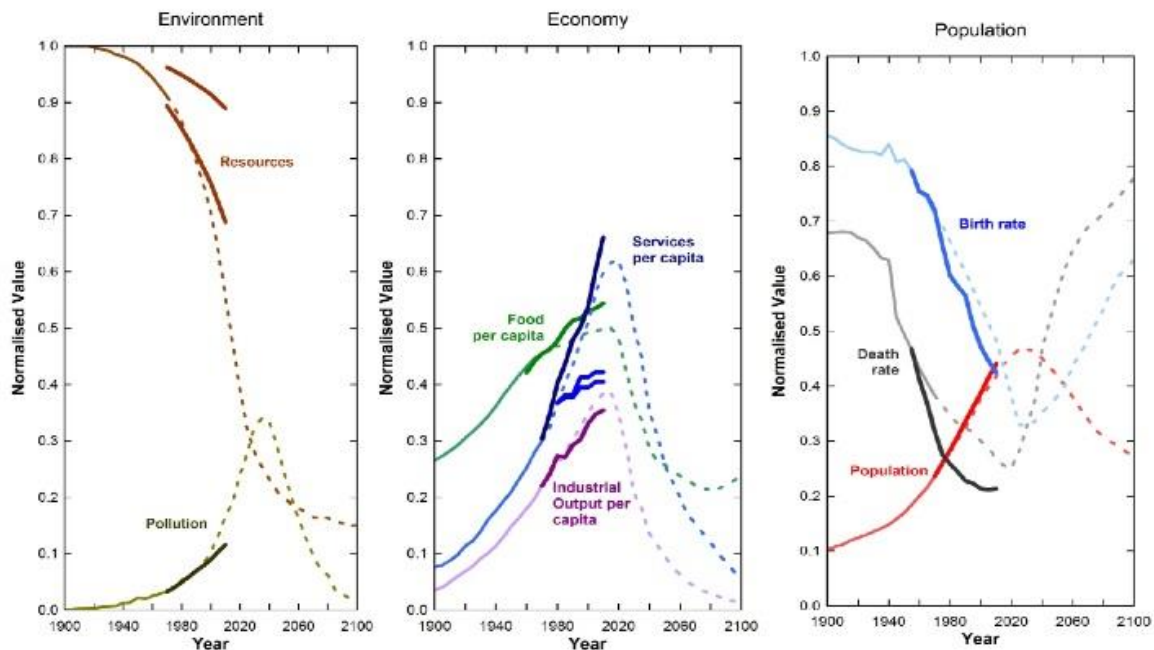 Environment
Normalised Value
1.0
0.9
0.8
0.7
0.6
0.5
0.4
0.3
0.2
0.1
0.0
Resources
Pollution
1900 1940 1980 2020 2060 2100
Year
Economy
Normalised Value
1.0
0.9
0.8
0.7
0.6
0.5
0.4
0.3
0.2
0.1
0.0
Services
per capita
Food
per capita
Industrial
Output per
capita
1900 1940 1980 2020 2060 2100
Year
Population
Normalised Value
1.0
0.9
0.8
0.7
0.6
0.5
0.4
0.3
0.2
0.1
0.0
Birth rate
Death
rate
Population
1900 1940 1980 2020 2060 2100
Year